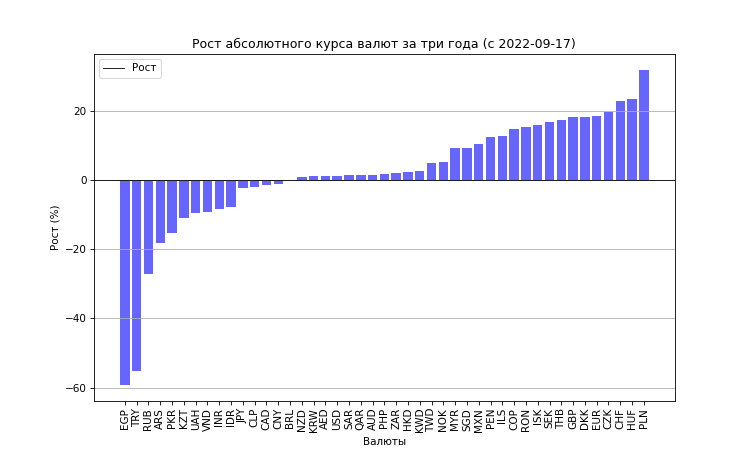 Рост абсолютного курса валют за три года (с 2022-09-17)
Рост
20
0
−20
−40
−60
Рост (%)
EGP
TRY
RUB
ARS
PKR
KZT
UAH
VND
INR
IDR
JPY
CLP
CAD
CNY
BRL
NZD
KRW
AED
USD
SAR
QAR
AUD
PHP
ZAR
HKD
KWD
TWD
NOK
MYR
SGD
MXN
PEN
ILS
COP
RON
ISK
SEK
THB
GBP
DKK
EUR
CZK
CHF
HUF
PLN
Валюты